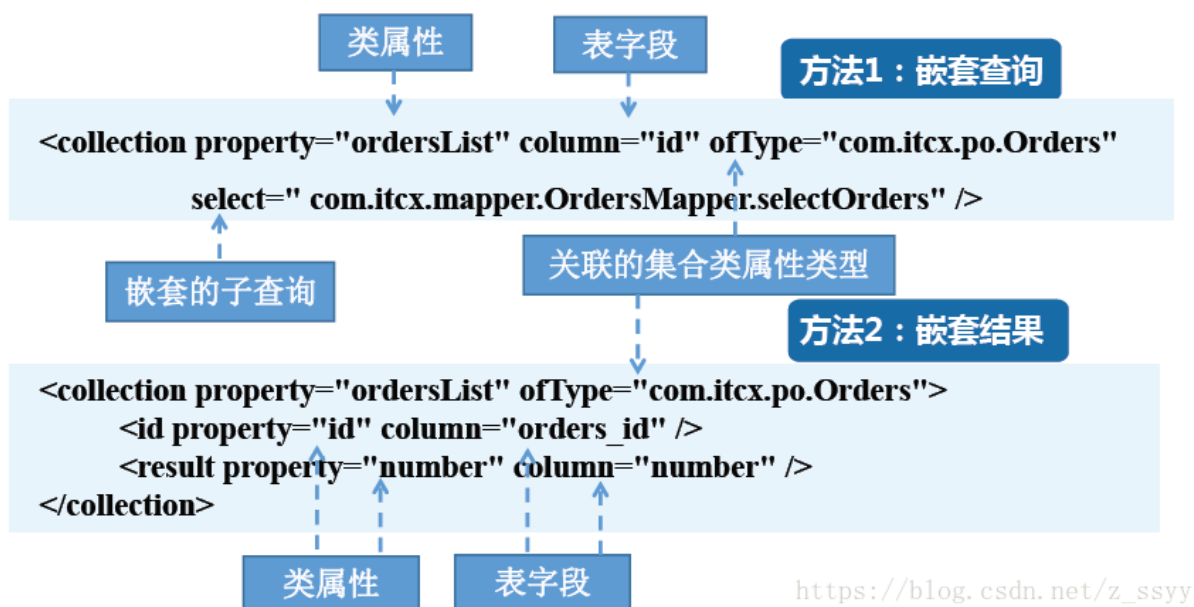 类属性
表字段
方法1：嵌套查询
<collection property="ordersList" column="id" ofType="com.itcx.po.Orders"
select=" com.itcx.mapper.OrdersMapper.selectOrders" />
嵌套的子查询
关联的集合类属性类型
方法2：嵌套结果
<collection property="ordersList" ofType="com.itcx.po.Orders">
<id property="id" column="orders_id" />
<result property="number" column="number" />
</collection>
类属性
表字段
https://blog.csdn.net/z_ssyy